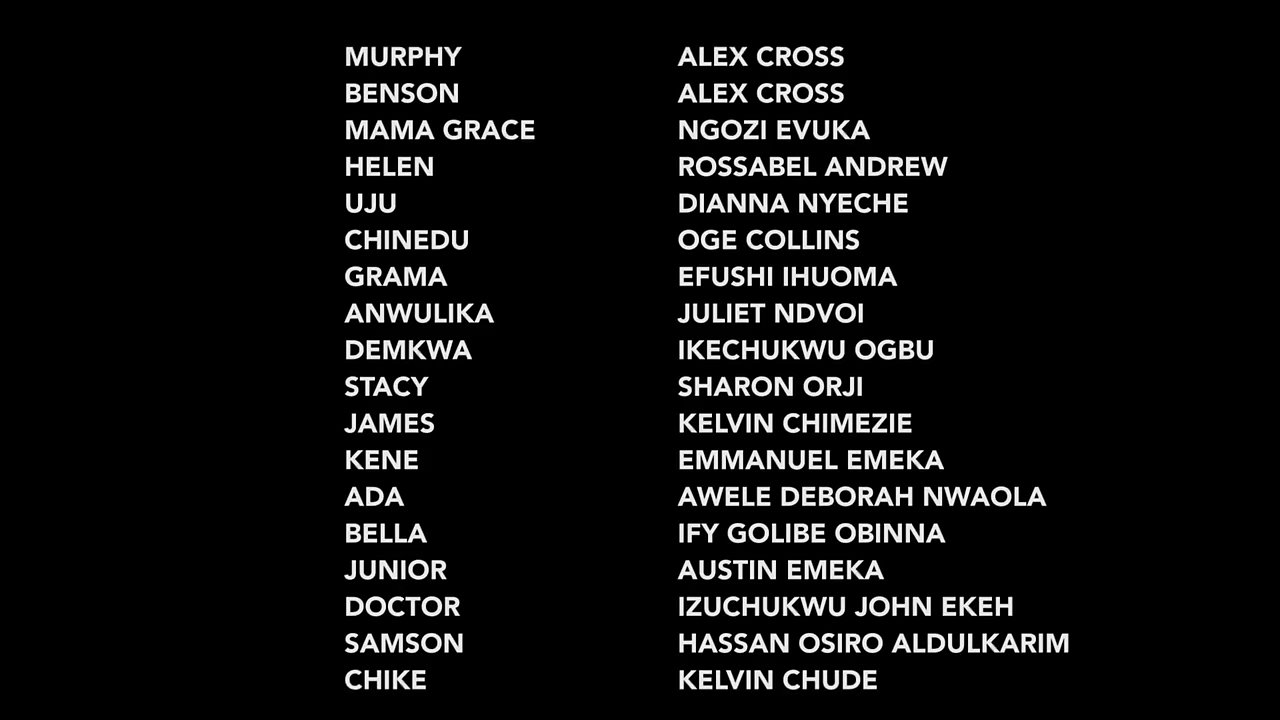 MURPHY ALEX CROSS
BENSON ALEX CROSS
MAMA GRACE NGOZI EVUKA
HELEN ROSSABEL ANDREW
UJU DIANNA NYECHE
CHINEDU OGE COLLINS
GRAMA EFUSHI IHUOMA
ANWULIKA JULIET NDVOI
DEMKWA IKECHUKWU OGBU
STACY SHARON ORJI
JAMES KELVIN CHIMEZIE
KENE EMMANUEL EMEKA
ADA AWELE DEBORAH NWAOLA
BELLA IFY GOLIBE OBINNA
JUNIOR AUSTIN EMEKA
DOCTOR IZUCHUKWU JOHN EKEH
SAMSON HASSAN OSIRO ALDULKARIM
CHIKE KELVIN CHUDE